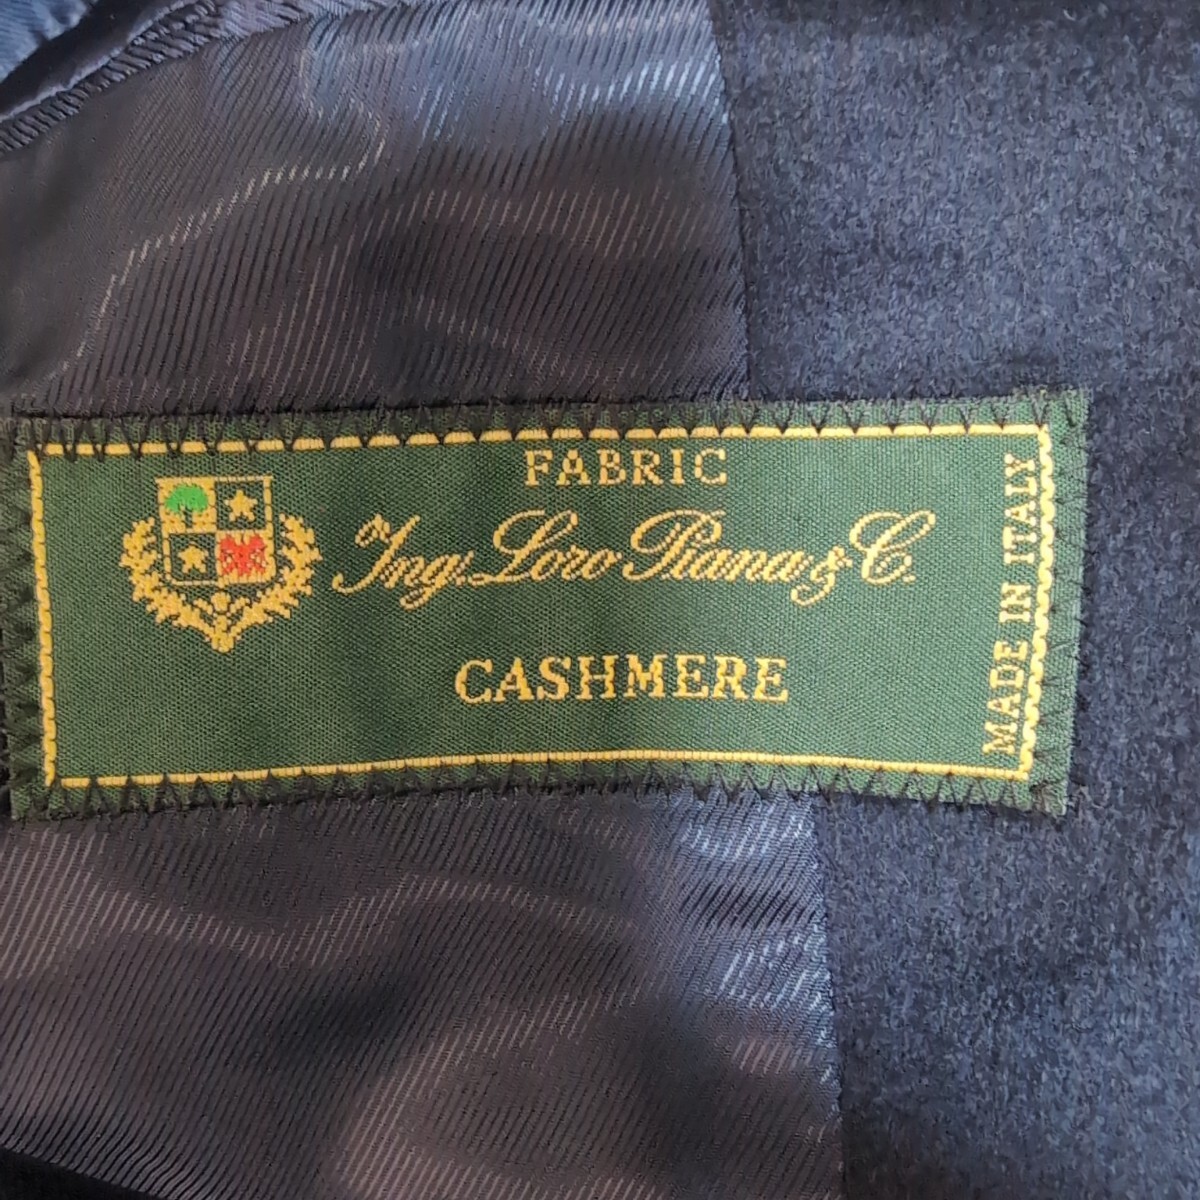 FABRIC
Ing. Loro Piana & C.
CASHMERE
MADE IN ITALY